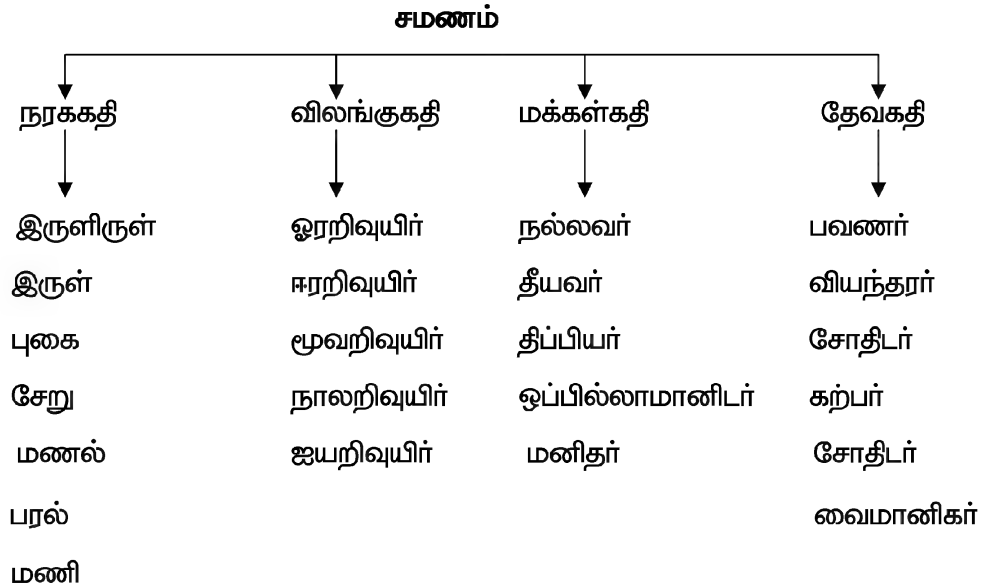 சமணம்
நரககதி விலங்குகதி மக்கள்கதி தேவகதி
இருளிருள் ஓரறிவுயிர் நல்லவர் பவணர்
இருள் ஈரறிவுயிர் தீயவர் வியந்தரர்
புகை மூவறிவுயிர் திப்பியர் சோதிடர்
சேறு நாலறிவுயிர் ஒப்பில்லாமானிடர் கற்பர்
மணல் ஐயறிவுயிர் மனிதர் சோதிடர்
பரல் வைமானிகர்
மணி